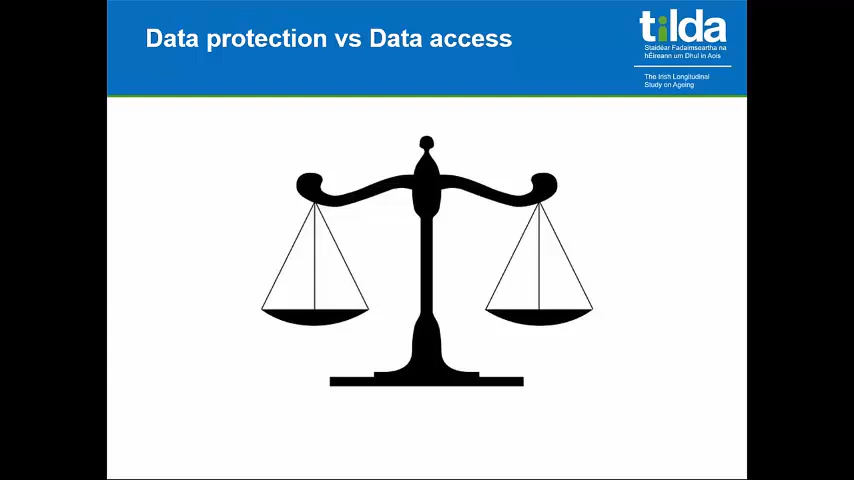 Data protection vs Data access
tilda
Staidéar Fadaimseartha na
hÉireann um Dhul in Aois
The Irish Longitudinal
Study on Ageing